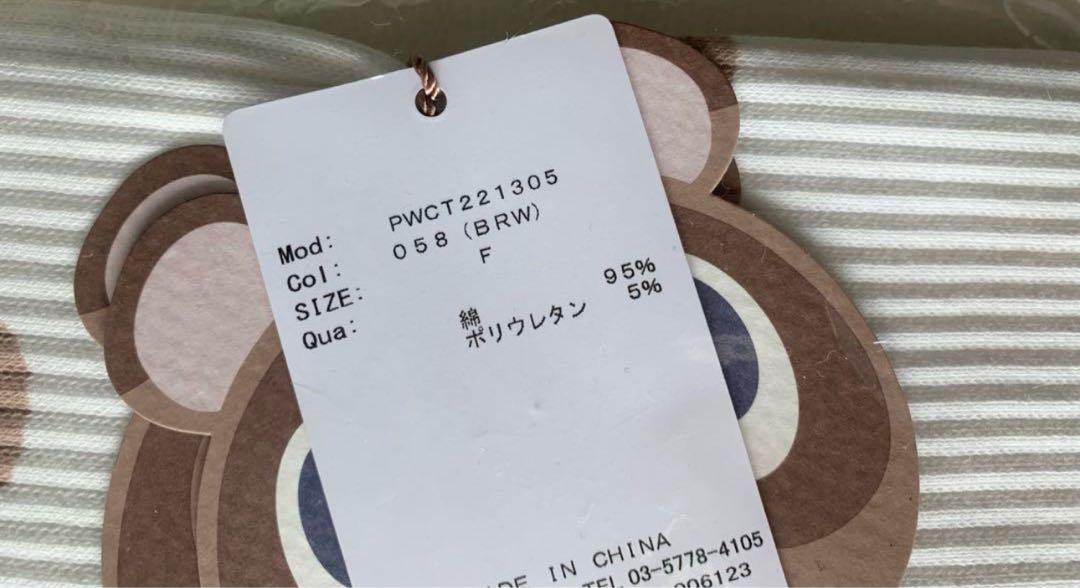 Mod: PWCT221305
Col: 058 (BRW)
SIZE: F
Qua: 綿 95%
ポリウレタン 5%
IN CHINA
TEL 03-5778-4105
006123